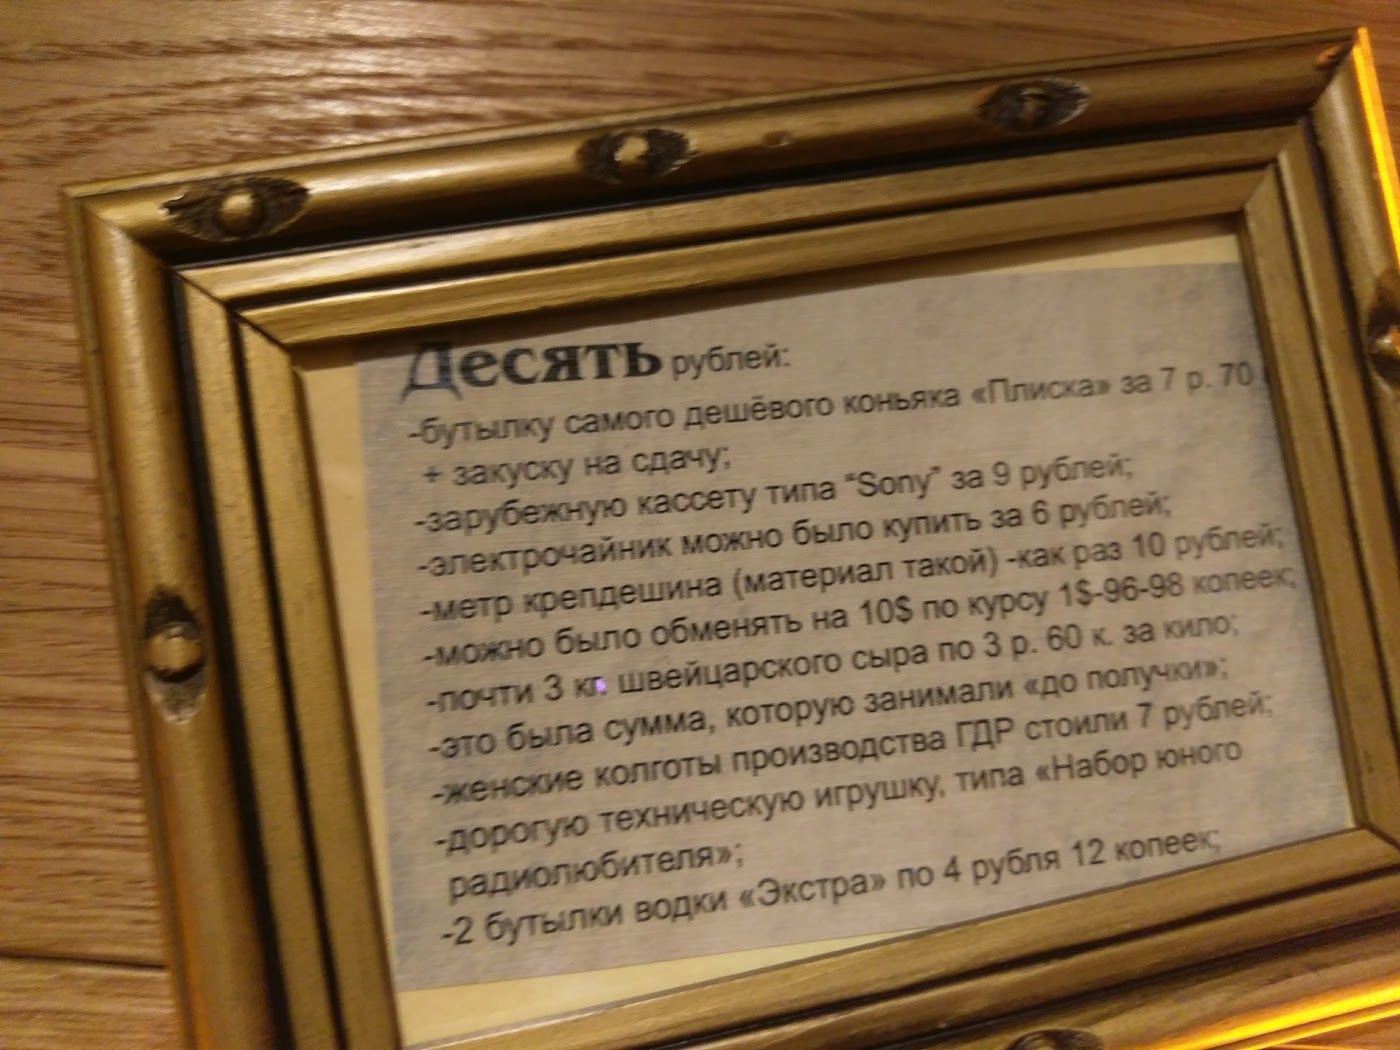 Десять рублей:
-бутылку самого дешёвого коньяка «Плиска» за 7 р. 70
+ закуску на сдачу;
-зарубежную кассету типа “Sony” за 9 рублей;
-электрочайник можно было купить за 6 рублей;
-метр крепдешина (материал такой) -как раз 10 рублей;
-можно было обменять на 10$ по курсу 1$-96-98 копеек;
-почти 3 кг. швейцарского сыра по 3 р. 60 к. за кило;
-это была сумма, которую занимали «до получки»;
-женские колготы производства ГДР стоили 7 рублей;
-дорогую техническую игрушку, типа «Набор юного
радиолюбителя»;
-2 бутылки водки «Экстра» по 4 рубля 12 копеек;